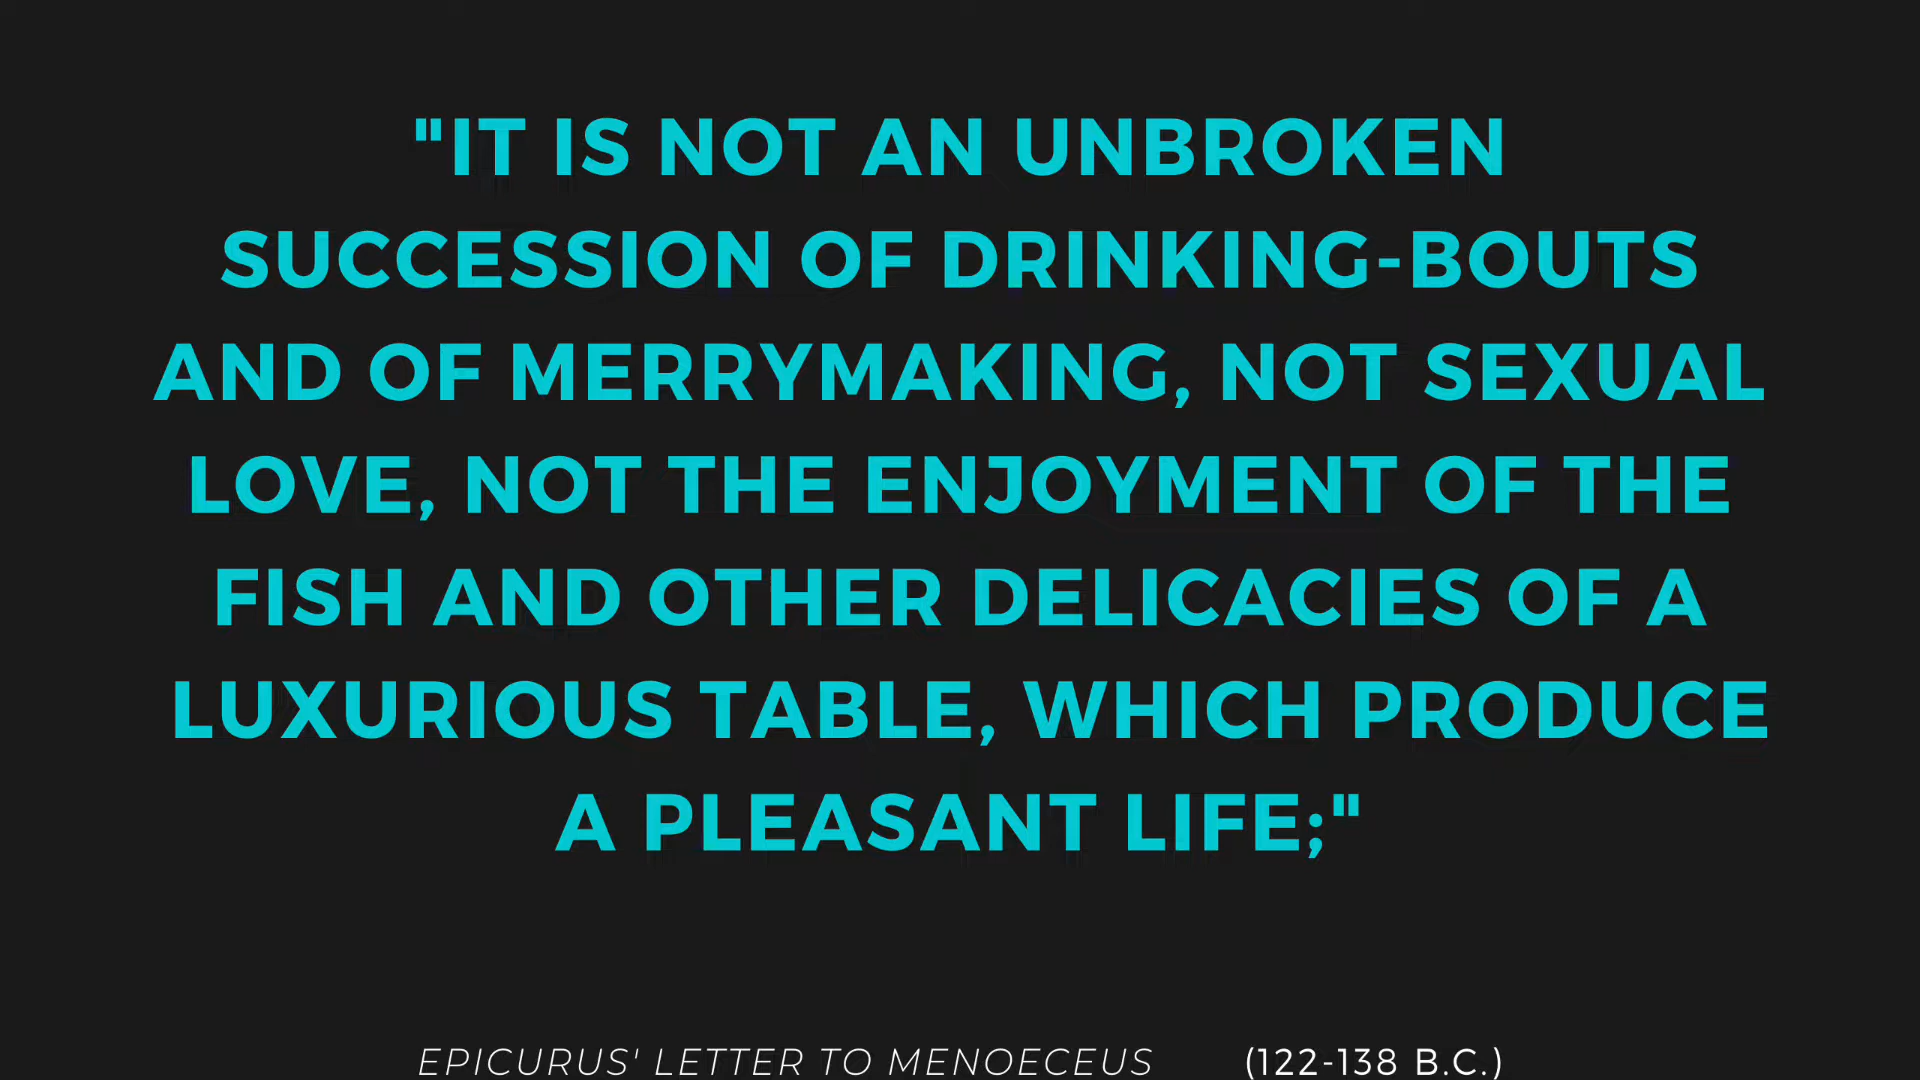 "IT IS NOT AN UNBROKEN
SUCCESSION OF DRINKING-BOUTS
AND OF MERRYMAKING, NOT SEXUAL
LOVE, NOT THE ENJOYMENT OF THE
FISH AND OTHER DELICACIES OF A
LUXURIOUS TABLE, WHICH PRODUCE
A PLEASANT LIFE;"
EPICURUS' LETTER TO MENOECEUS (122-138 B.C.)